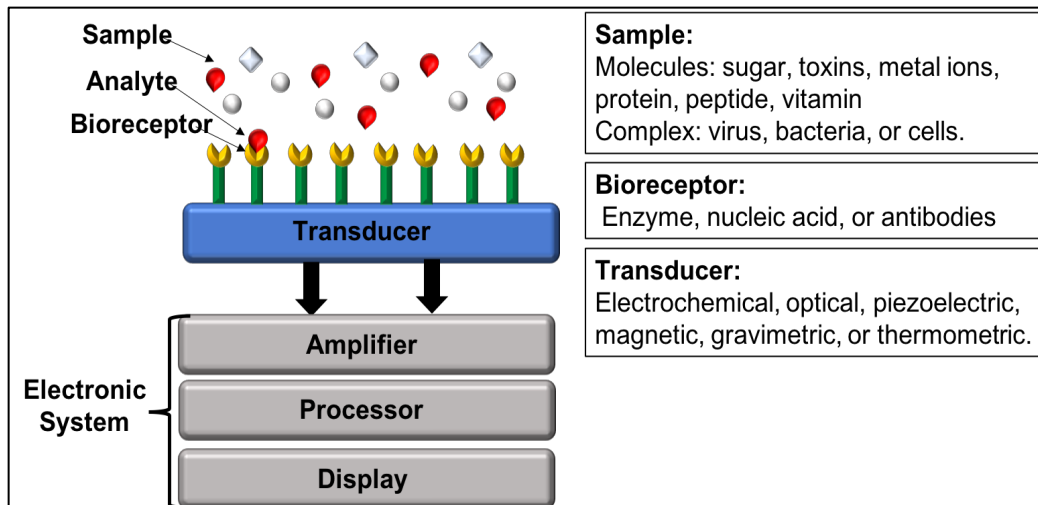 Sample
Analyte
Bioreceptor
Transducer
Amplifier
Electronic
System
Processor
Display
Sample:
Molecules: sugar, toxins, metal ions,
protein, peptide, vitamin
Complex: virus, bacteria, or cells.
Bioreceptor:
Enzyme, nucleic acid, or antibodies
Transducer:
Electrochemical, optical, piezoelectric,
magnetic, gravimetric, or thermometric.